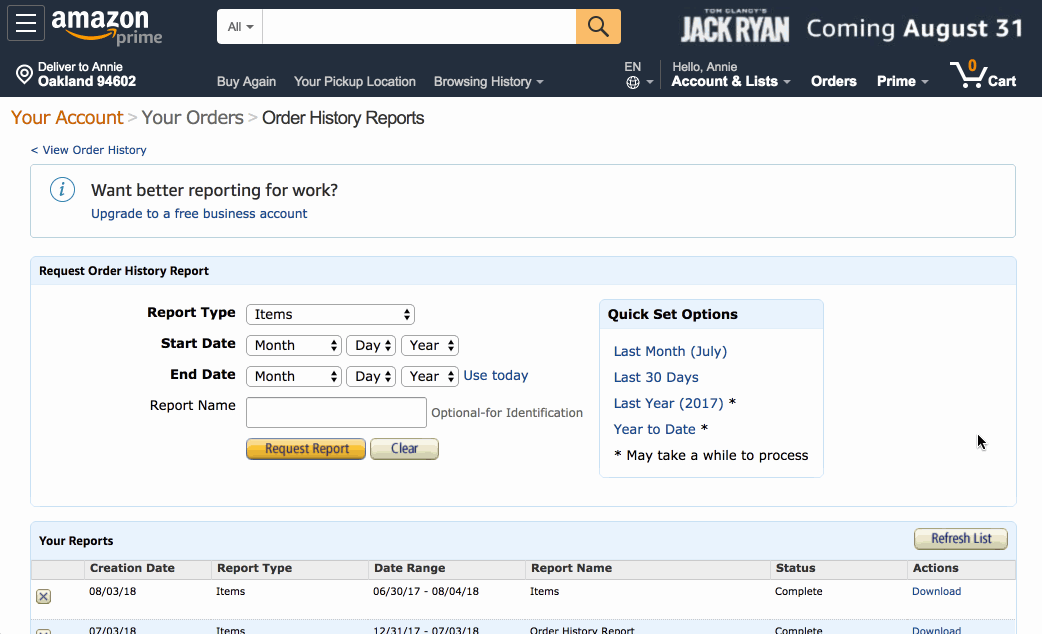 amazon prime
All
TOM CLANCY'S
JACK RYAN Coming August 31
Deliver to Annie
Oakland 94602
Buy Again Your Pickup Location Browsing History
EN
Hello, Annie
Account & Lists Orders Prime 0 Cart
Your Account > Your Orders > Order History Reports
< View Order History
i Want better reporting for work?
Upgrade to a free business account
Request Order History Report
Report Type Items
Start Date Month Day Year
End Date Month Day Year Use today
Report Name Optional-for Identification
Request Report Clear
Quick Set Options
Last Month (July)
Last 30 Days
Last Year (2017) *
Year to Date *
* May take a while to process
Your Reports Refresh List
Creation Date Report Type Date Range Report Name Status Actions
08/03/18 Items 06/30/17 - 08/04/18 Items Complete Download
07/03/18 Items 12/31/17 - 07/03/18 Order History Report Complete Download